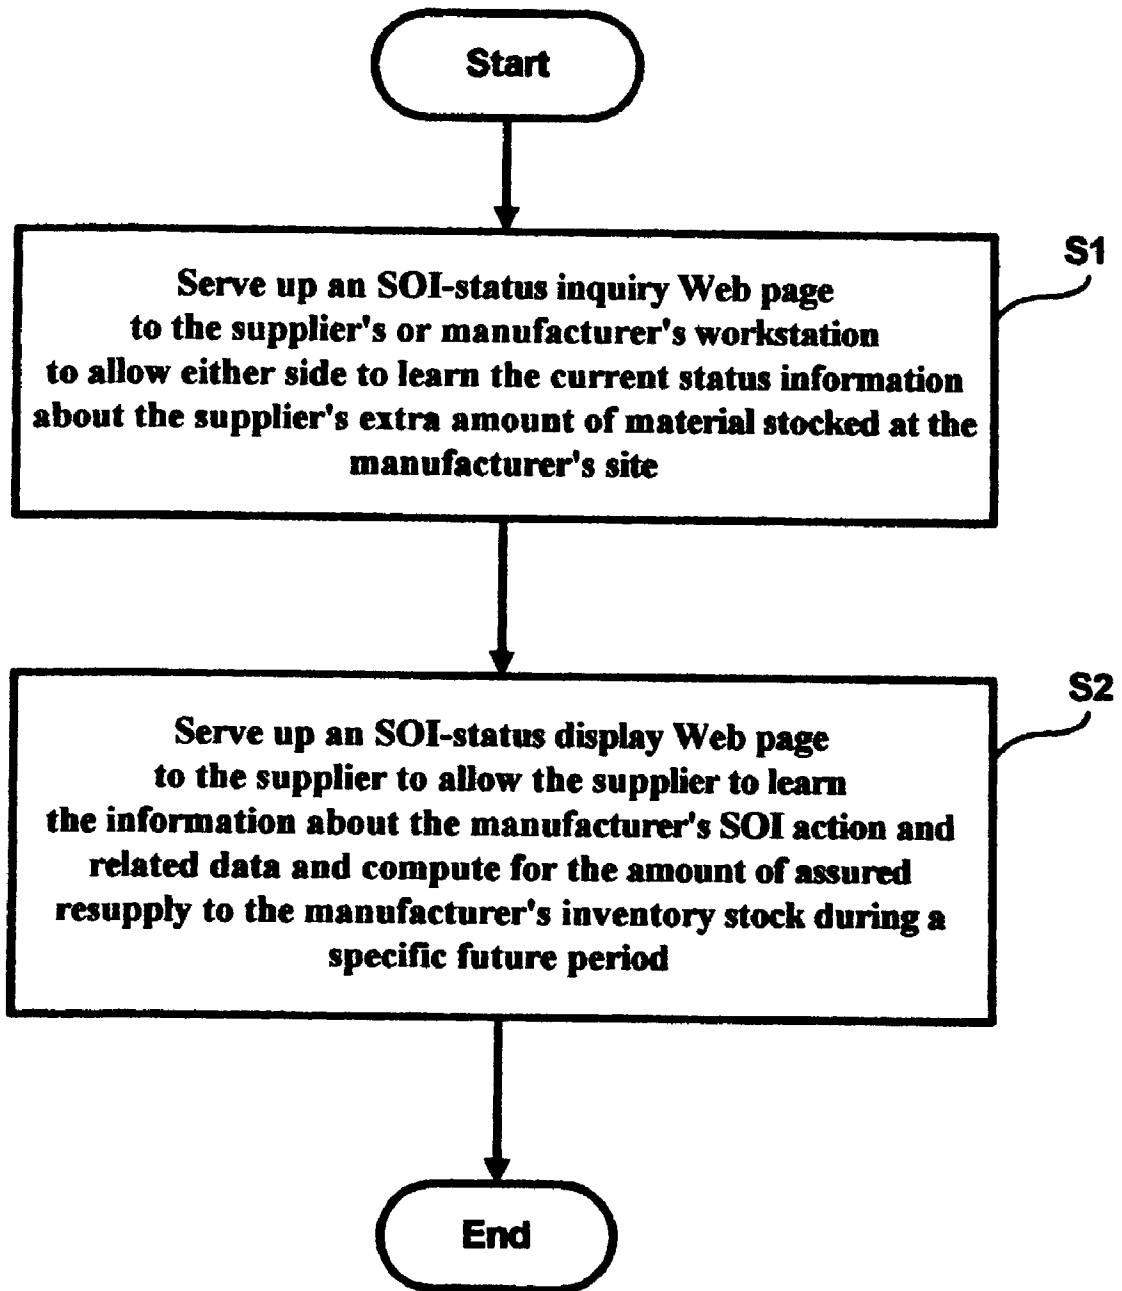 Start
S1
Serve up an SOI-status inquiry Web page
to the supplier's or manufacturer's workstation
to allow either side to learn the current status information
about the supplier's extra amount of material stocked at the
manufacturer's site
S2
Serve up an SOI-status display Web page
to the supplier to allow the supplier to learn
the information about the manufacturer's SOI action and
related data and compute for the amount of assured
resupply to the manufacturer's inventory stock during a
specific future period
End